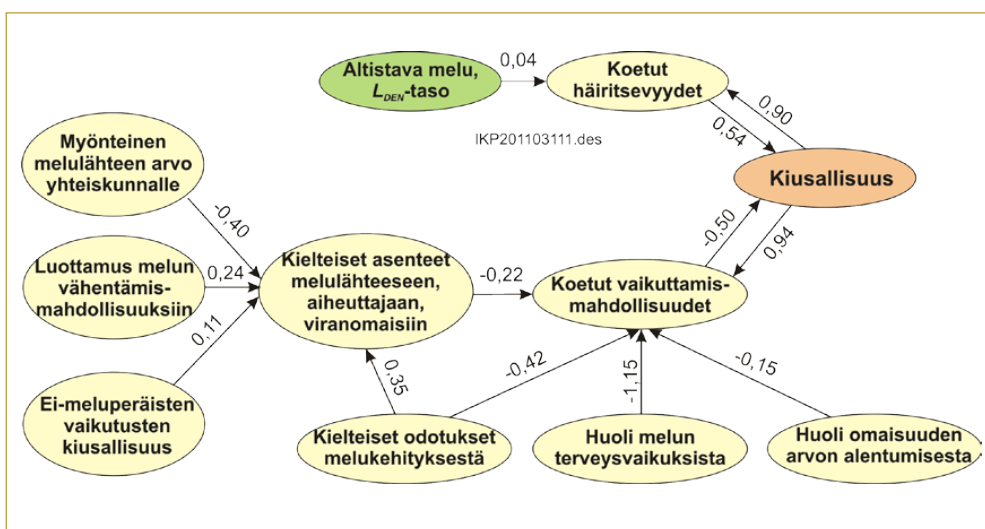 Altistava melu,
LDEN-taso
0,04
Koetut
häiritsevyydet
0,90
0,54
IKP201103111.des
Kiusallisuus
Myönteinen
melulähteen arvo
yhteiskunnalle
-0,40
Luottamus melun
vähentämis-
mahdollisuuksiin
0,24
Kielteiset asenteet
melulähteeseen,
aiheuttajaan,
viranomaisiin
-0,22
Koetut vaikuttamis-
mahdollisuudet
-0,50
0,94
0,11
Ei-meluperäisten
vaikutusten
kiusallisuus
0,35
-0,42
-1,15
-0,15
Kielteiset odotukset
melukehityksestä
Huoli melun
terveysvaikuksista
Huoli omaisuuden
arvon alentumisesta